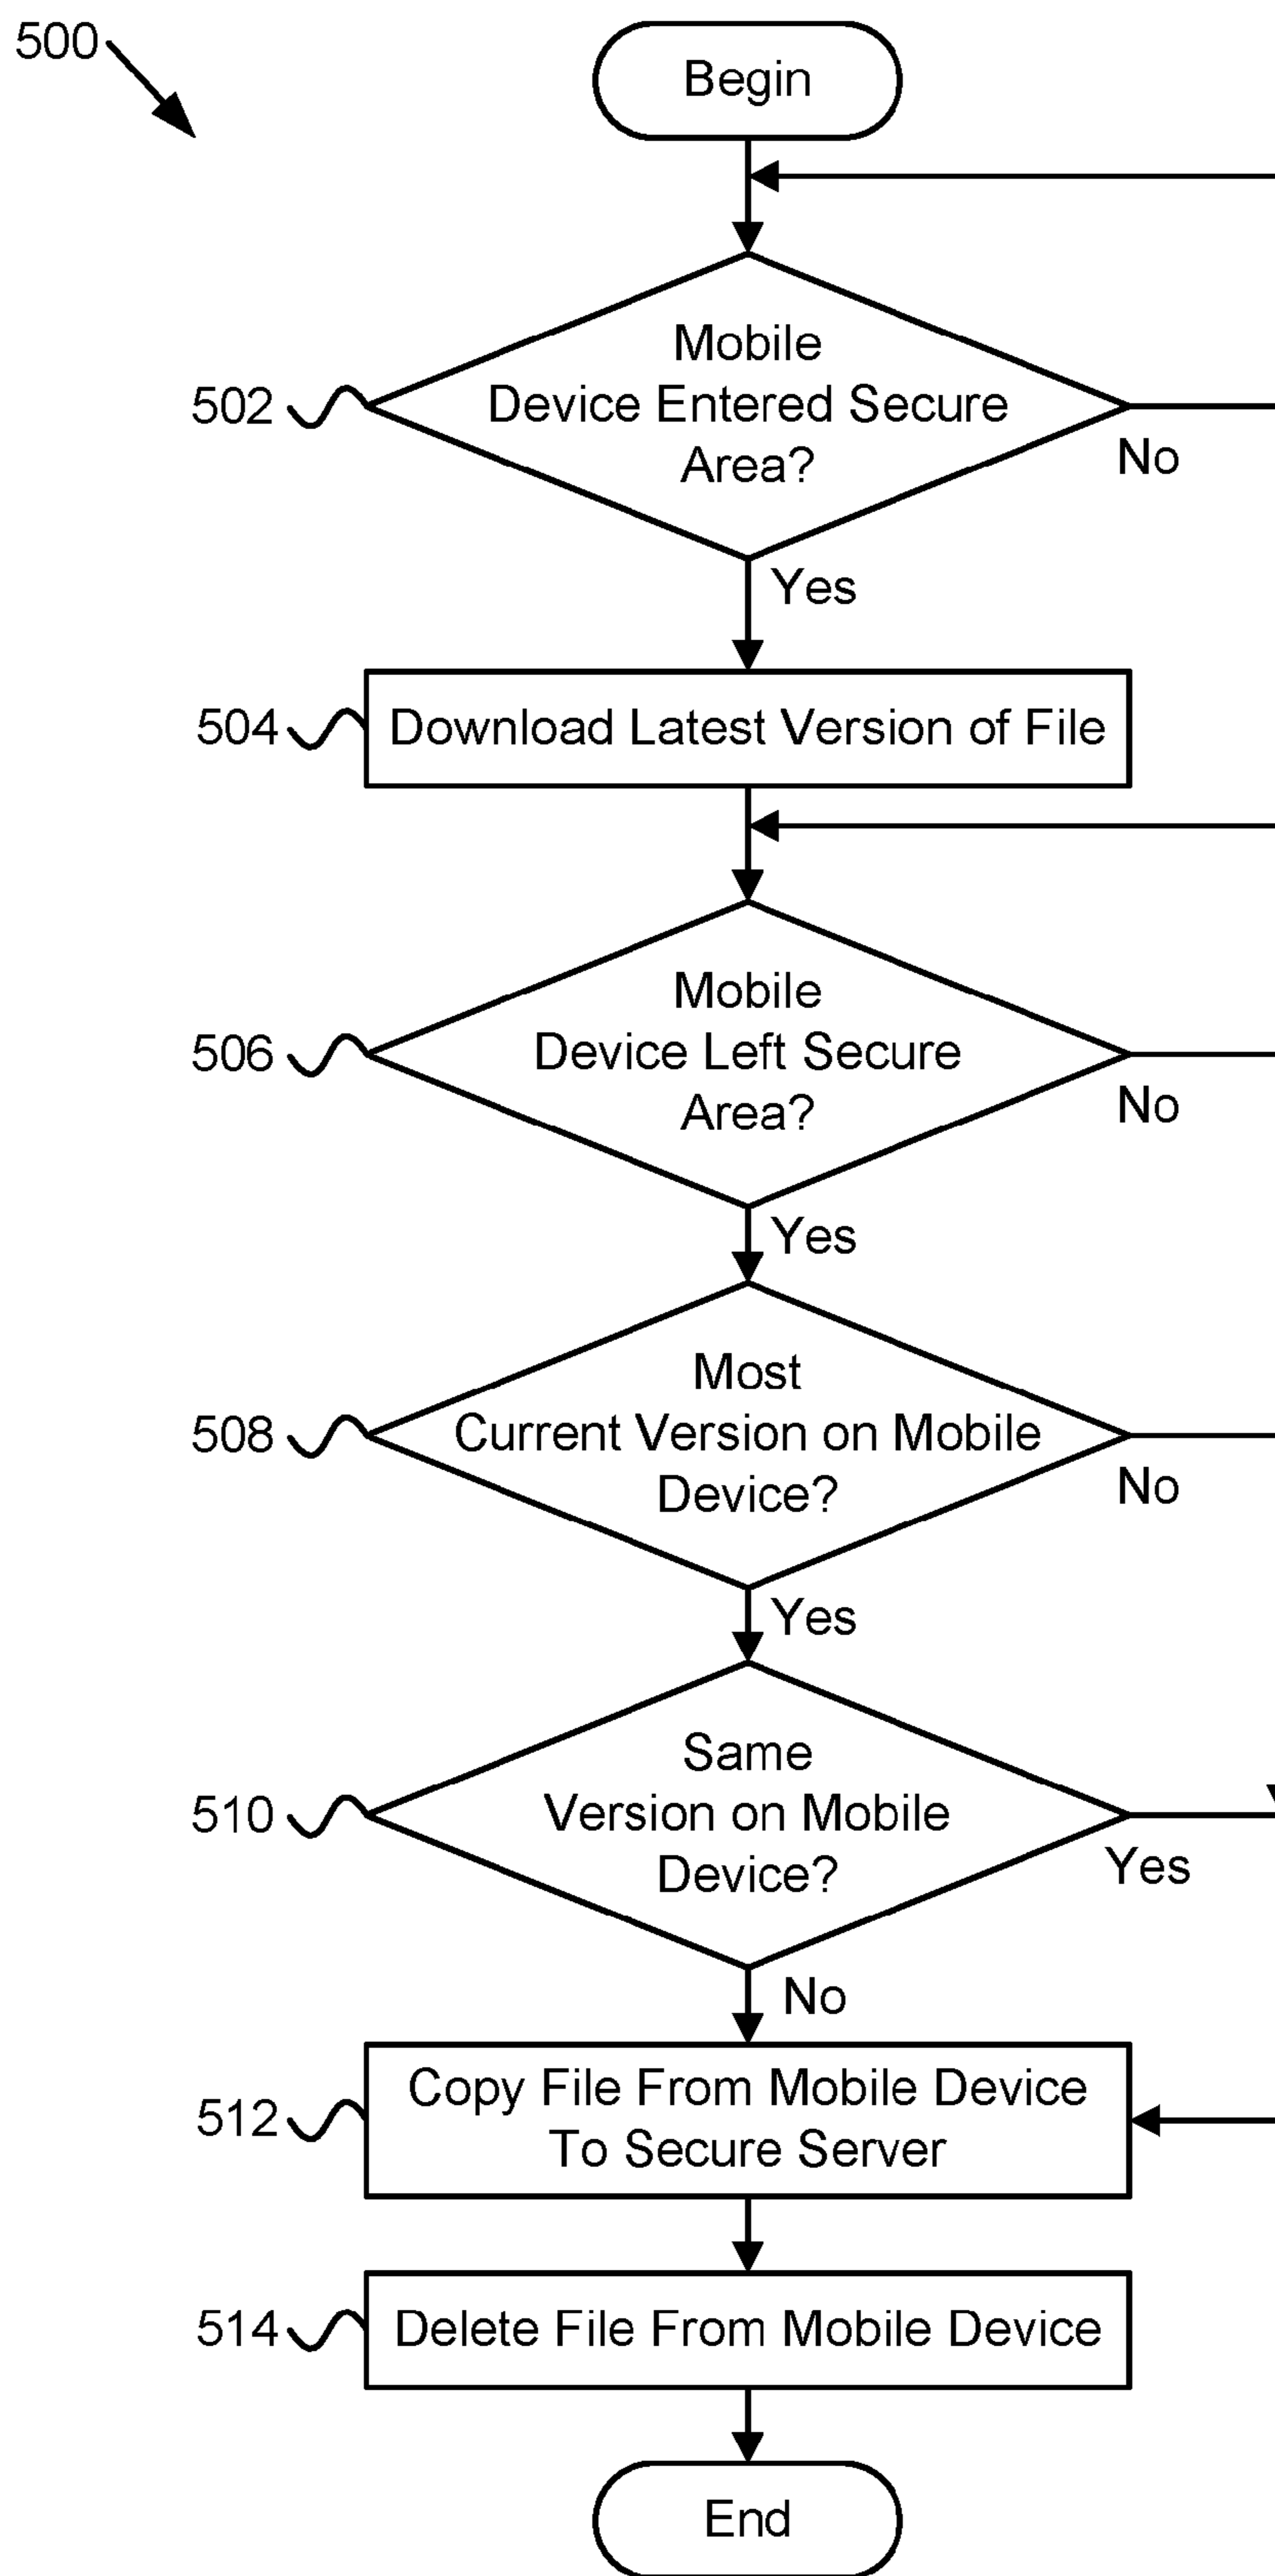 500
Begin
Mobile
Device Entered Secure
Area?
502
No
Yes
504
Download Latest Version of File
Mobile
Device Left Secure
Area?
506
No
Yes
Most
Current Version on Mobile
Device?
508
No
Yes
Same
Version on Mobile
Device?
510
Yes
No
Copy File From Mobile Device
To Secure Server
512
514
Delete File From Mobile Device
End